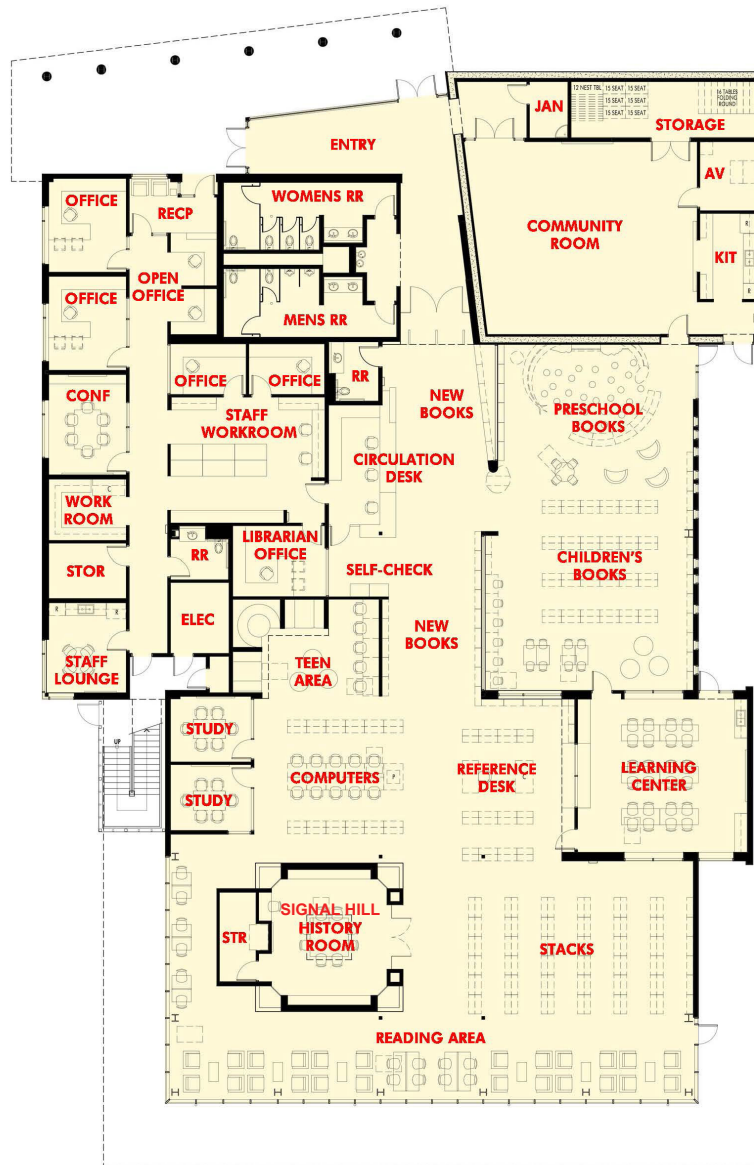 12 NEST TBL
15 SEAT 15 SEAT
15 SEAT 15 SEAT
15 SEAT 15 SEAT
14 TABLES
FOLDING
ROUND
JAN
STORAGE
ENTRY
AV
OFFICE
RECP
WOMENS RR
COMMUNITY
ROOM
KIT
R
R
OPEN
OFFICE
OFFICE
MENS RR
OFFICE
OFFICE
RR
CONF
NEW
BOOKS
PRESCHOOL
BOOKS
STAFF
WORKROOM
CIRCULATION
DESK
WORK
ROOM
C
LIBRARIAN
OFFICE
RR
STOR
SELF-CHECK
CHILDREN'S
BOOKS
ELEC
NEW
BOOKS
STAFF
LOUNGE
TEEN
AREA
UP
STUDY
STUDY
COMPUTERS
P
REFERENCE
DESK
LEARNING
CENTER
SIGNAL HILL
HISTORY
ROOM
STR
STACKS
READING AREA